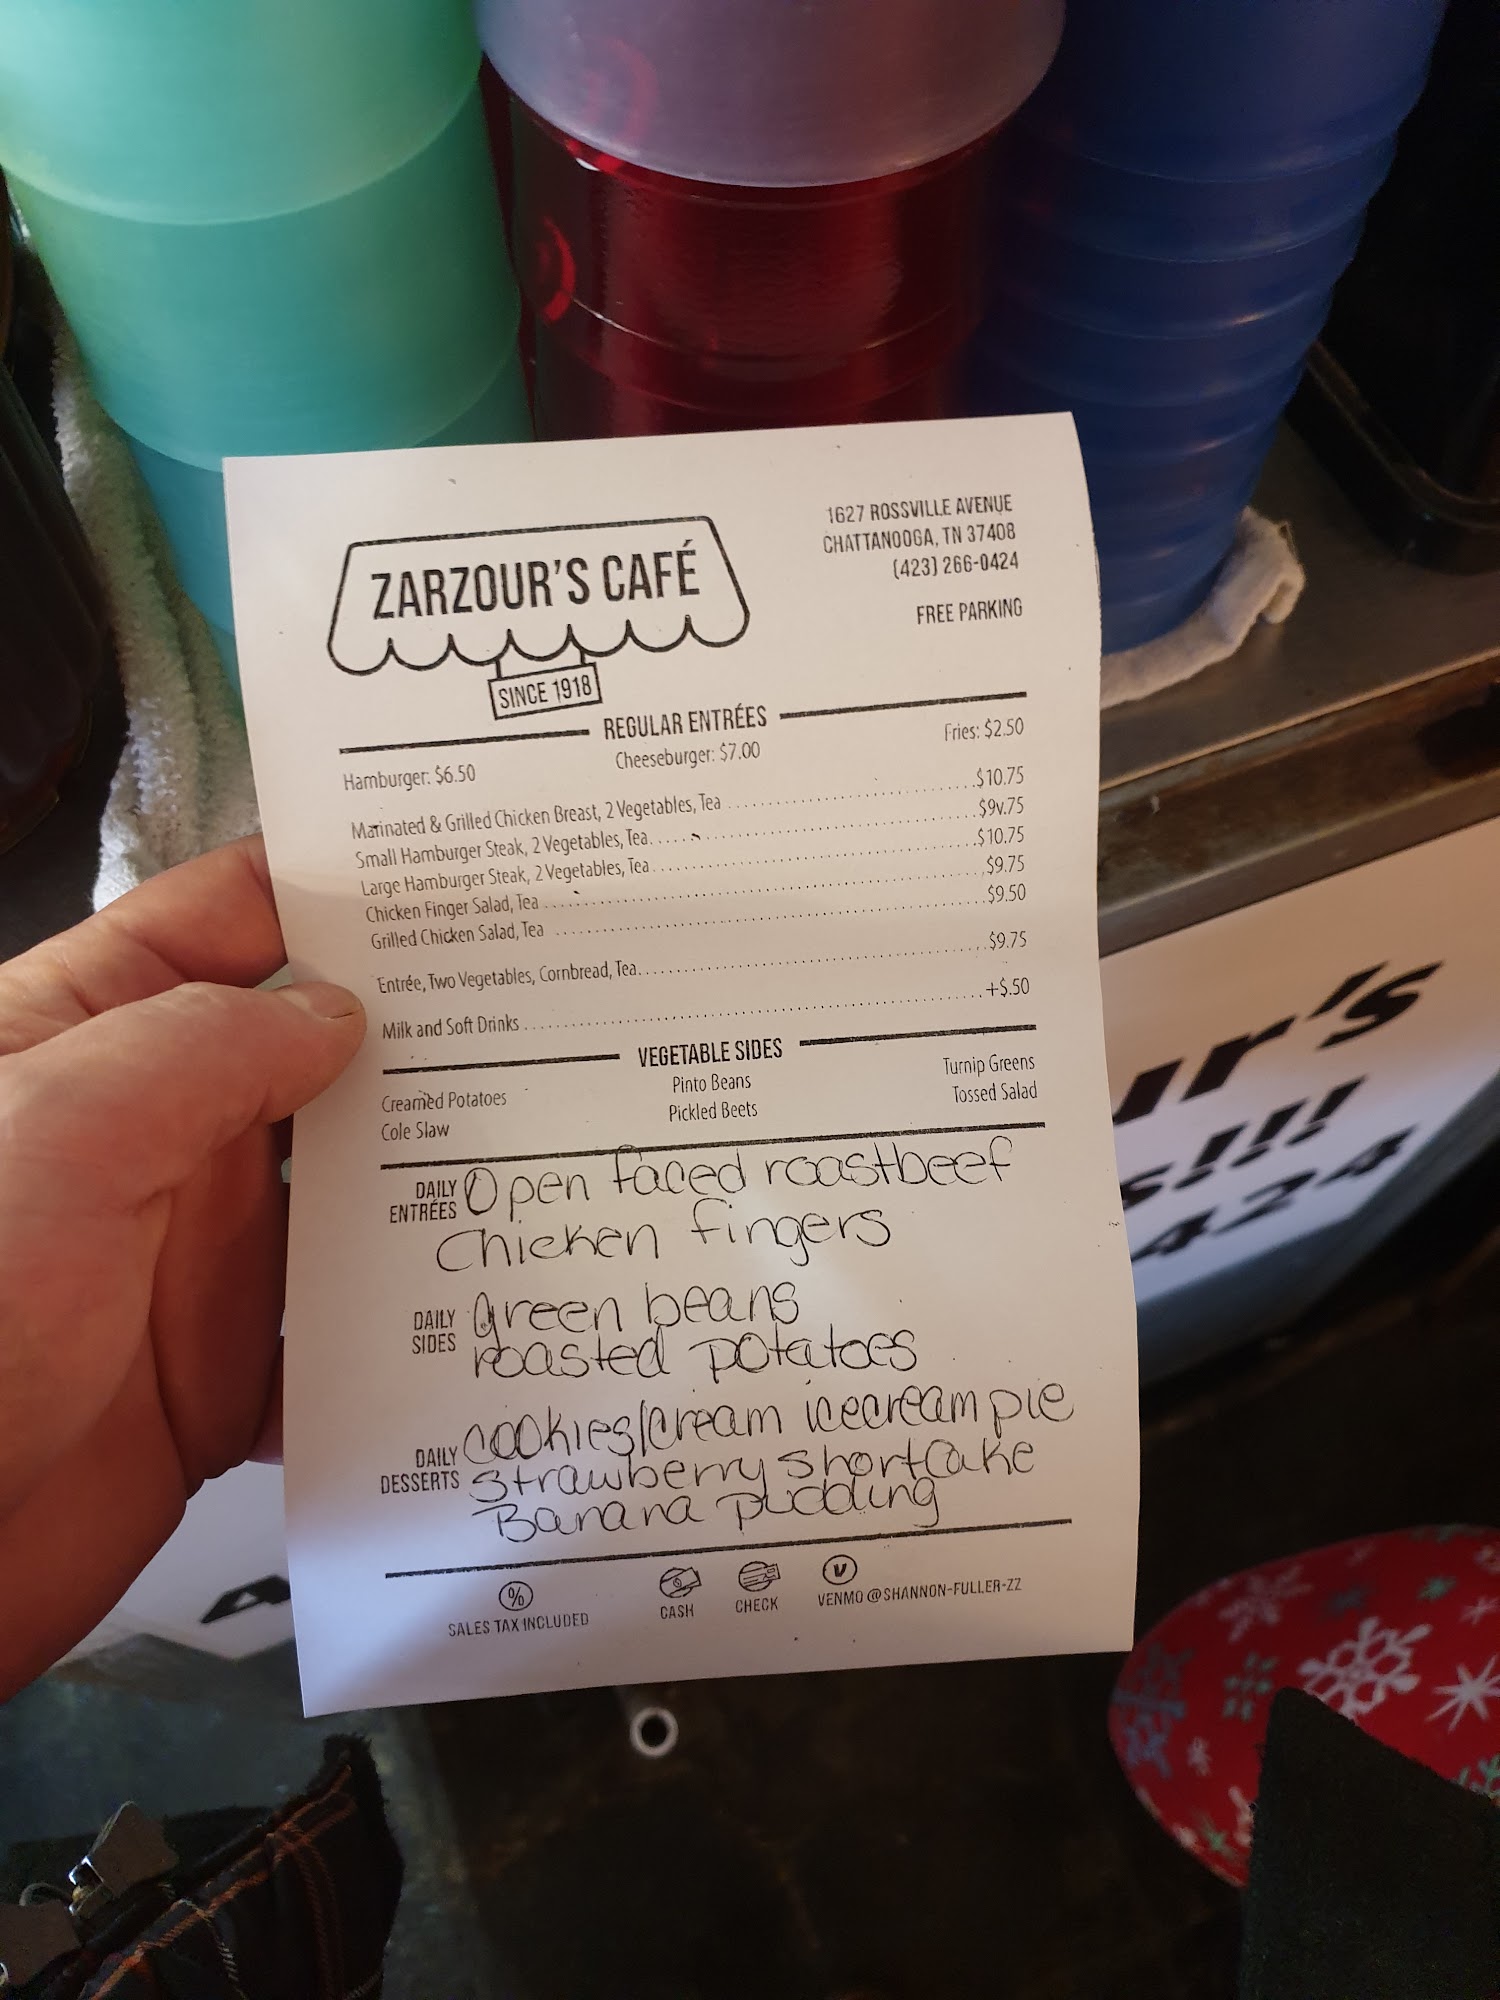 ZARZOUR'S CAFÉ
SINCE 1918
1627 ROSSVILLE AVENUE
CHATTANOOGA, TN 37408
(423) 266-0424
FREE PARKING
REGULAR ENTRÉES
Hamburger: $6.50 Cheeseburger: $7.00 Fries: $2.50
Marinated & Grilled Chicken Breast, 2 Vegetables, Tea $10.75
Small Hamburger Steak, 2 Vegetables, Tea $9v.75
Large Hamburger Steak, 2 Vegetables, Tea $10.75
Chicken Finger Salad, Tea $9.75
Grilled Chicken Salad, Tea $9.50
Entrée, Two Vegetables, Cornbread, Tea $9.75
Milk and Soft Drinks +$.50
VEGETABLE SIDES
Creamed Potatoes Pinto Beans Turnip Greens
Cole Slaw Pickled Beets Tossed Salad
DAILY ENTRÉES Open faced roastbeef
Chicken fingers
DAILY SIDES green beans
roasted potatoes
DAILY DESSERTS cookies/cream icecream pie
Strawberry Shortcake
Banana pudding
% SALES TAX INCLUDED CASH CHECK V VENMO @SHANNON-FULLER-ZZ
ur's
s!!!
424